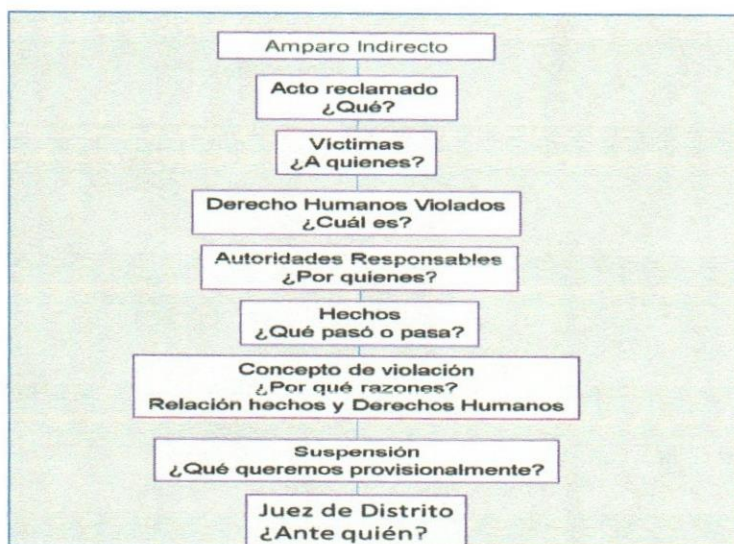 Amparo Indirecto
Acto reclamado
¿Qué?
Víctimas
¿A quienes?
Derecho Humanos Violados
¿Cuál es?
Autoridades Responsables
¿Por quienes?
Hechos
¿Qué pasó o pasa?
Concepto de violación
¿Por qué razones?
Relación hechos y Derechos Humanos
Suspensión
¿Qué queremos provisionalmente?
Juez de Distrito
¿Ante quién?